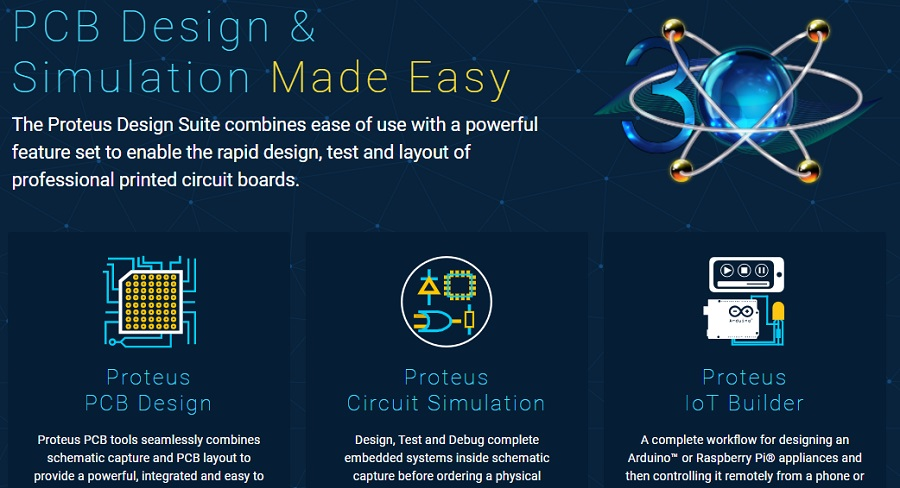 PCB Design &
Simulation Made Easy
The Proteus Design Suite combines ease of use with a powerful
feature set to enable the rapid design, test and layout of
professional printed circuit boards.
30
Proteus
PCB Design
Proteus PCB tools seamlessly combines
schematic capture and PCB layout to
provide a powerful, integrated and easy to
Proteus
Circuit Simulation
Design, Test and Debug complete
embedded systems inside schematic
capture before ordering a physical
Proteus
IoT Builder
A complete workflow for designing an
Arduino™ or Raspberry Pi® appliances and
then controlling it remotely from a phone or